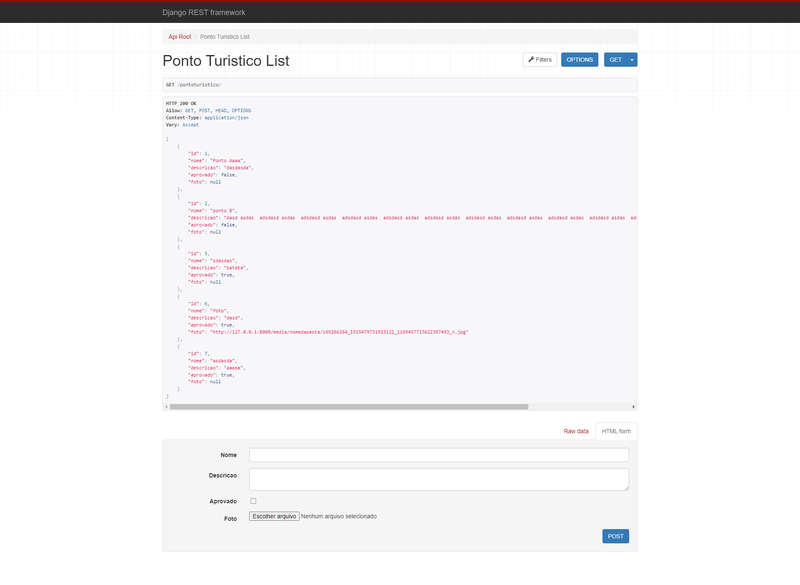 Django REST framework
Api Root / Ponto Turistico List
Ponto Turistico List
Filters
OPTIONS
GET
GET /pontoturistico/
HTTP 200 OK
Allow: GET, POST, HEAD, OPTIONS
Content-Type: application/json
Vary: Accept
[
{
"id": 1,
"nome": "Ponto Aaaa",
"descricao": "dasdasda",
"aprovado": false,
"foto": null
},
{
"id": 2,
"nome": "ponto B",
"descricao": "dasd asdas  adsdasd asdas  adsdasd asdas  adsdasd asdas  adsdasd asdas  adsdasd asdas  adsdasd asdas  adsdasd asdas  adsdasd asdas  adsdasd asdas  ad
"aprovado": false,
"foto": null
},
{
"id": 5,
"nome": "sdasdas",
"descricao": "batata",
"aprovado": true,
"foto": null
},
{
"id": 6,
"nome": "foto",
"descricao": "dasd",
"aprovado": true,
"foto": "http://127.0.0.1:8000/media/nomedapasta/
},
{
"id": 7,
"nome": "asdasda",
"descricao": "aaasa",
"aprovado": true,
"foto": null
}
]
Raw data
HTML form
Nome
Descricao
Aprovado
Foto
Escolher arquivo Nenhum arquivo selecionado
POST